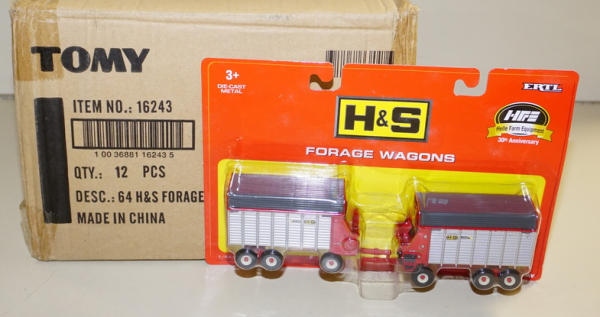 TOMY
ITEM NO.: 16243
1 00 36881 16243 5
QTY.: 12 PCS
DESC.: 64 H&S FORAGE
MADE IN CHINA
3+
DIE-CAST
METAL
H&S
FORAGE WAGONS
ERTL
HFE
Helle Farm Equipment
30th Anniversary
H&S